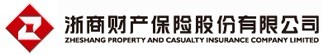 浙商财产保险股份有限公司
ZHESHANG PROPERTY AND CASUALTY INSURANCE COMPANY LIMITED